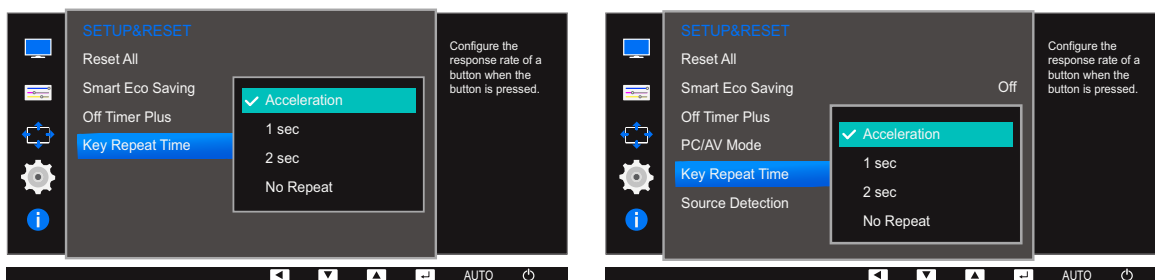 SETUP&RESET
Reset All
Smart Eco Saving
Off Timer Plus
Key Repeat Time
Acceleration
1 sec
2 sec
No Repeat
Configure the
response rate of a
button when the
button is pressed.
AUTO
SETUP&RESET
Reset All
Smart Eco Saving Off
Off Timer Plus
PC/AV Mode
Key Repeat Time
Source Detection
Acceleration
1 sec
2 sec
No Repeat
Configure the
response rate of a
button when the
button is pressed.
AUTO